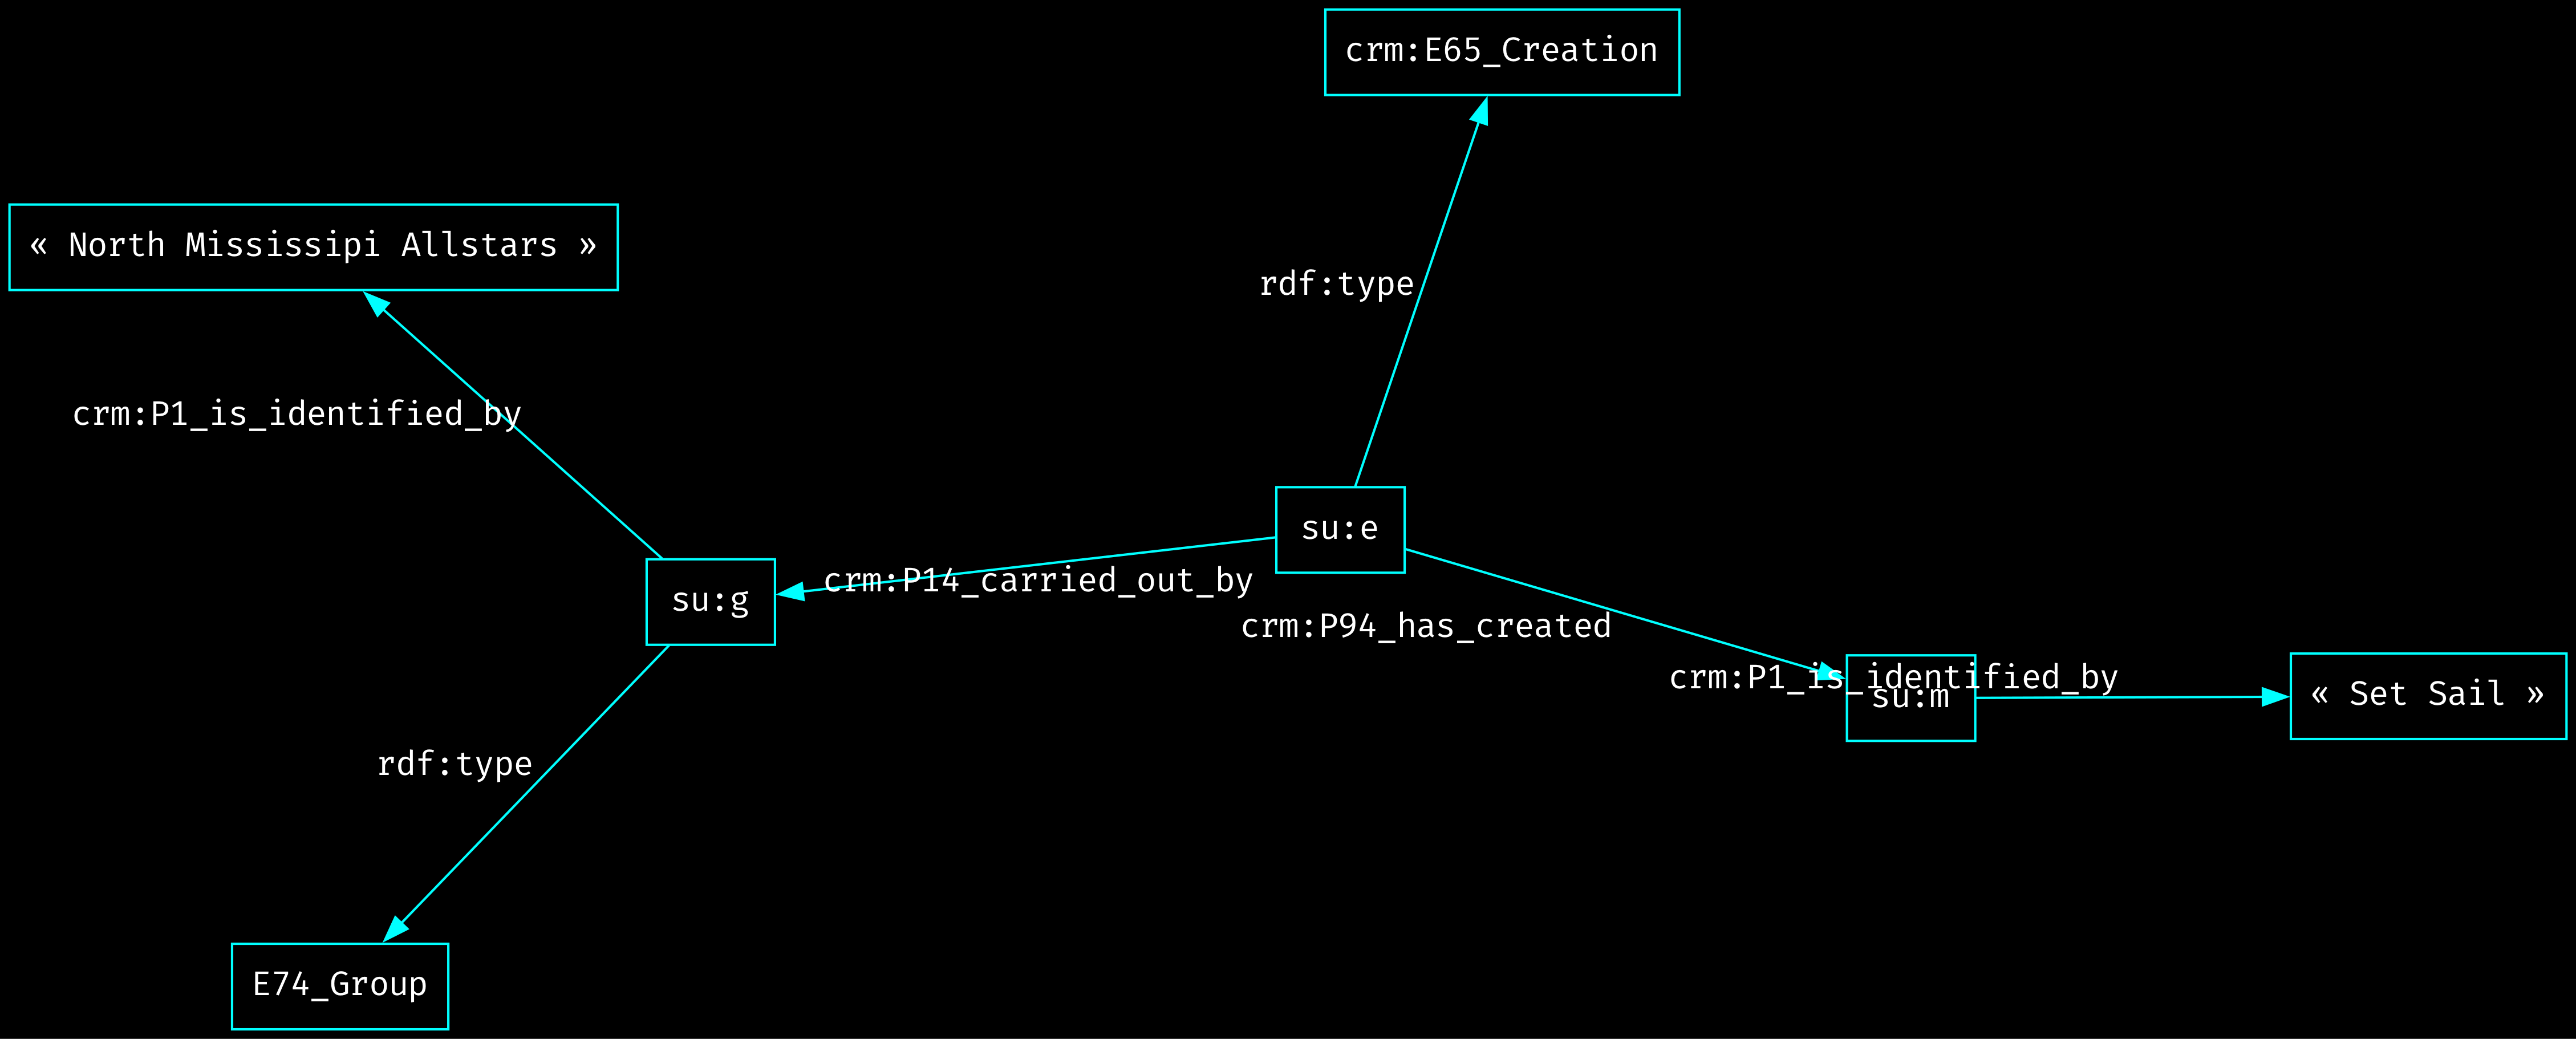 crm:E65_Creation
« North Mississipi Allstars »
rdf:type
crm:P1_is_identified_by
su:e
crm:P14_carried_out_by
su:g
crm:P94_has_created
crm:P1_is_identified_by
su:m
« Set Sail »
rdf:type
E74_Group